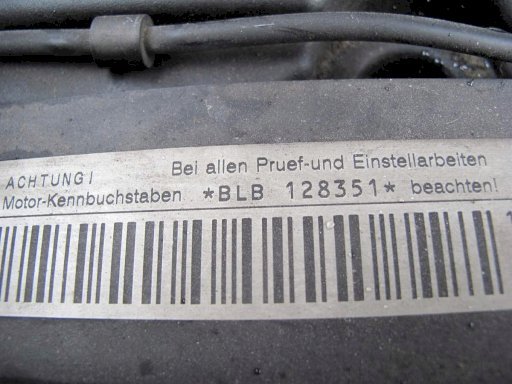 ACHTUNG! Bei allen Pruef-und Einstellarbeiten
Motor-Kennbuchstaben *BLB 128351* beachten!